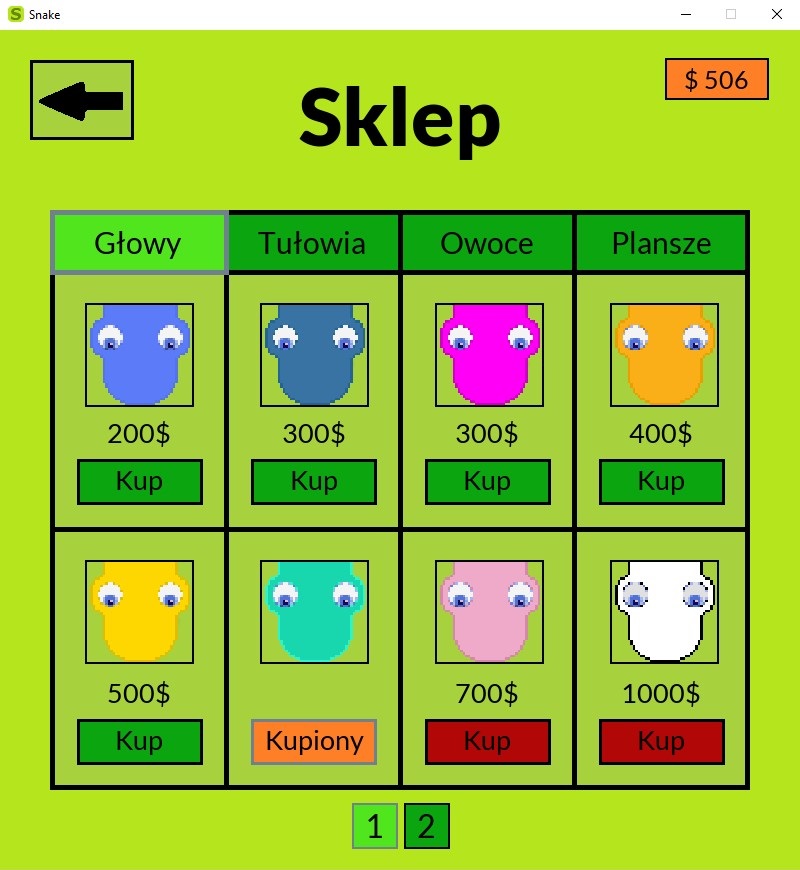 Snake
$ 506
Sklep
Głowy Tułowia Owoce Plansze
200$ 300$ 300$ 400$
Kup Kup Kup Kup
500$ 700$ 1000$
Kup Kupiony Kup Kup
1 2